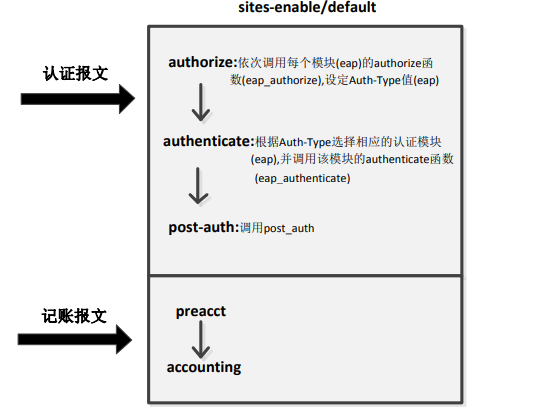 sites-enable/default
authorize:依次调用每个模块(eap)的authorize函
数(eap_authorize),设定Auth-Type值(eap)
认证报文
authenticate:根据Auth-Type选择相应的认证模块
(eap),并调用该模块的authenticate函数
(eap_authenticate)
post-auth:调用post_auth
preacct
记账报文
accounting